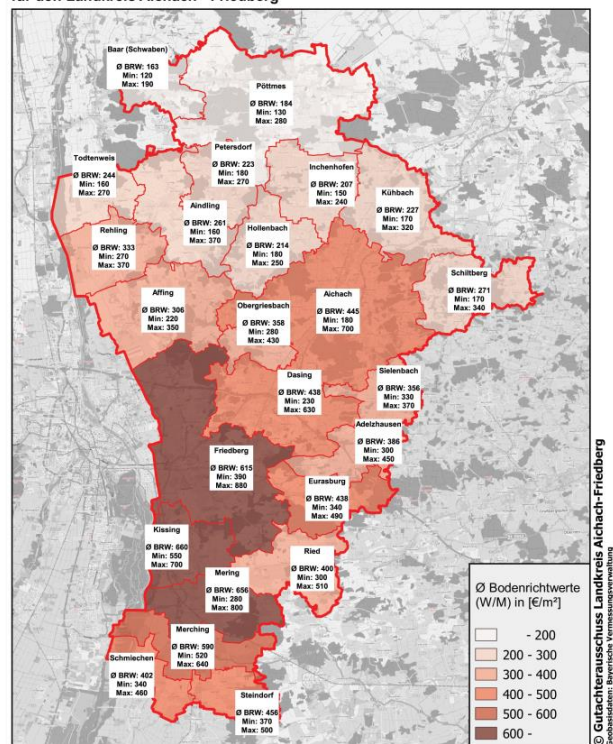 für den Landkreis Aichach - Friedberg
Baar (Schwaben)
Ø BRW: 163
Min: 120
Max: 190
Pöttmes
Ø BRW: 184
Min: 130
Max: 280
Petersdorf
Ø BRW: 223
Min: 180
Max: 270
Todtenweis
Ø BRW: 244
Min: 160
Max: 270
Inchenhofen
Ø BRW: 207
Min: 150
Max: 240
Kühbach
Ø BRW: 227
Min: 170
Max: 320
Aindling
Ø BRW: 261
Min: 160
Max: 370
Rehling
Ø BRW: 333
Min: 270
Max: 370
Hollenbach
Ø BRW: 214
Min: 180
Max: 250
Schiltberg
Ø BRW: 271
Min: 170
Max: 340
Affing
Ø BRW: 306
Min: 220
Max: 350
Obergriesbach
Ø BRW: 358
Min: 280
Max: 430
Aichach
Ø BRW: 445
Min: 180
Max: 700
Dasing
Ø BRW: 438
Min: 230
Max: 630
Sielenbach
Ø BRW: 356
Min: 330
Max: 370
Adelzhausen
Ø BRW: 386
Min: 300
Max: 450
Friedberg
Ø BRW: 615
Min: 390
Max: 880
Eurasburg
Ø BRW: 438
Min: 340
Max: 490
Kissing
Ø BRW: 660
Min: 550
Max: 700
Ried
Ø BRW: 400
Min: 300
Max: 510
Mering
Ø BRW: 656
Min: 280
Max: 800
Merching
Ø BRW: 590
Min: 520
Max: 640
Schmiechen
Ø BRW: 402
Min: 340
Max: 460
Steindorf
Ø BRW: 456
Min: 370
Max: 500
Ø Bodenrichtwerte
(W/M) in [€/m²]
- 200
200 - 300
300 - 400
400 - 500
500 - 600
600 -
© Gutachterausschuss Landkreis Aichach-Friedberg
Geobasisdaten: Bayerische Vermessungsverwaltung